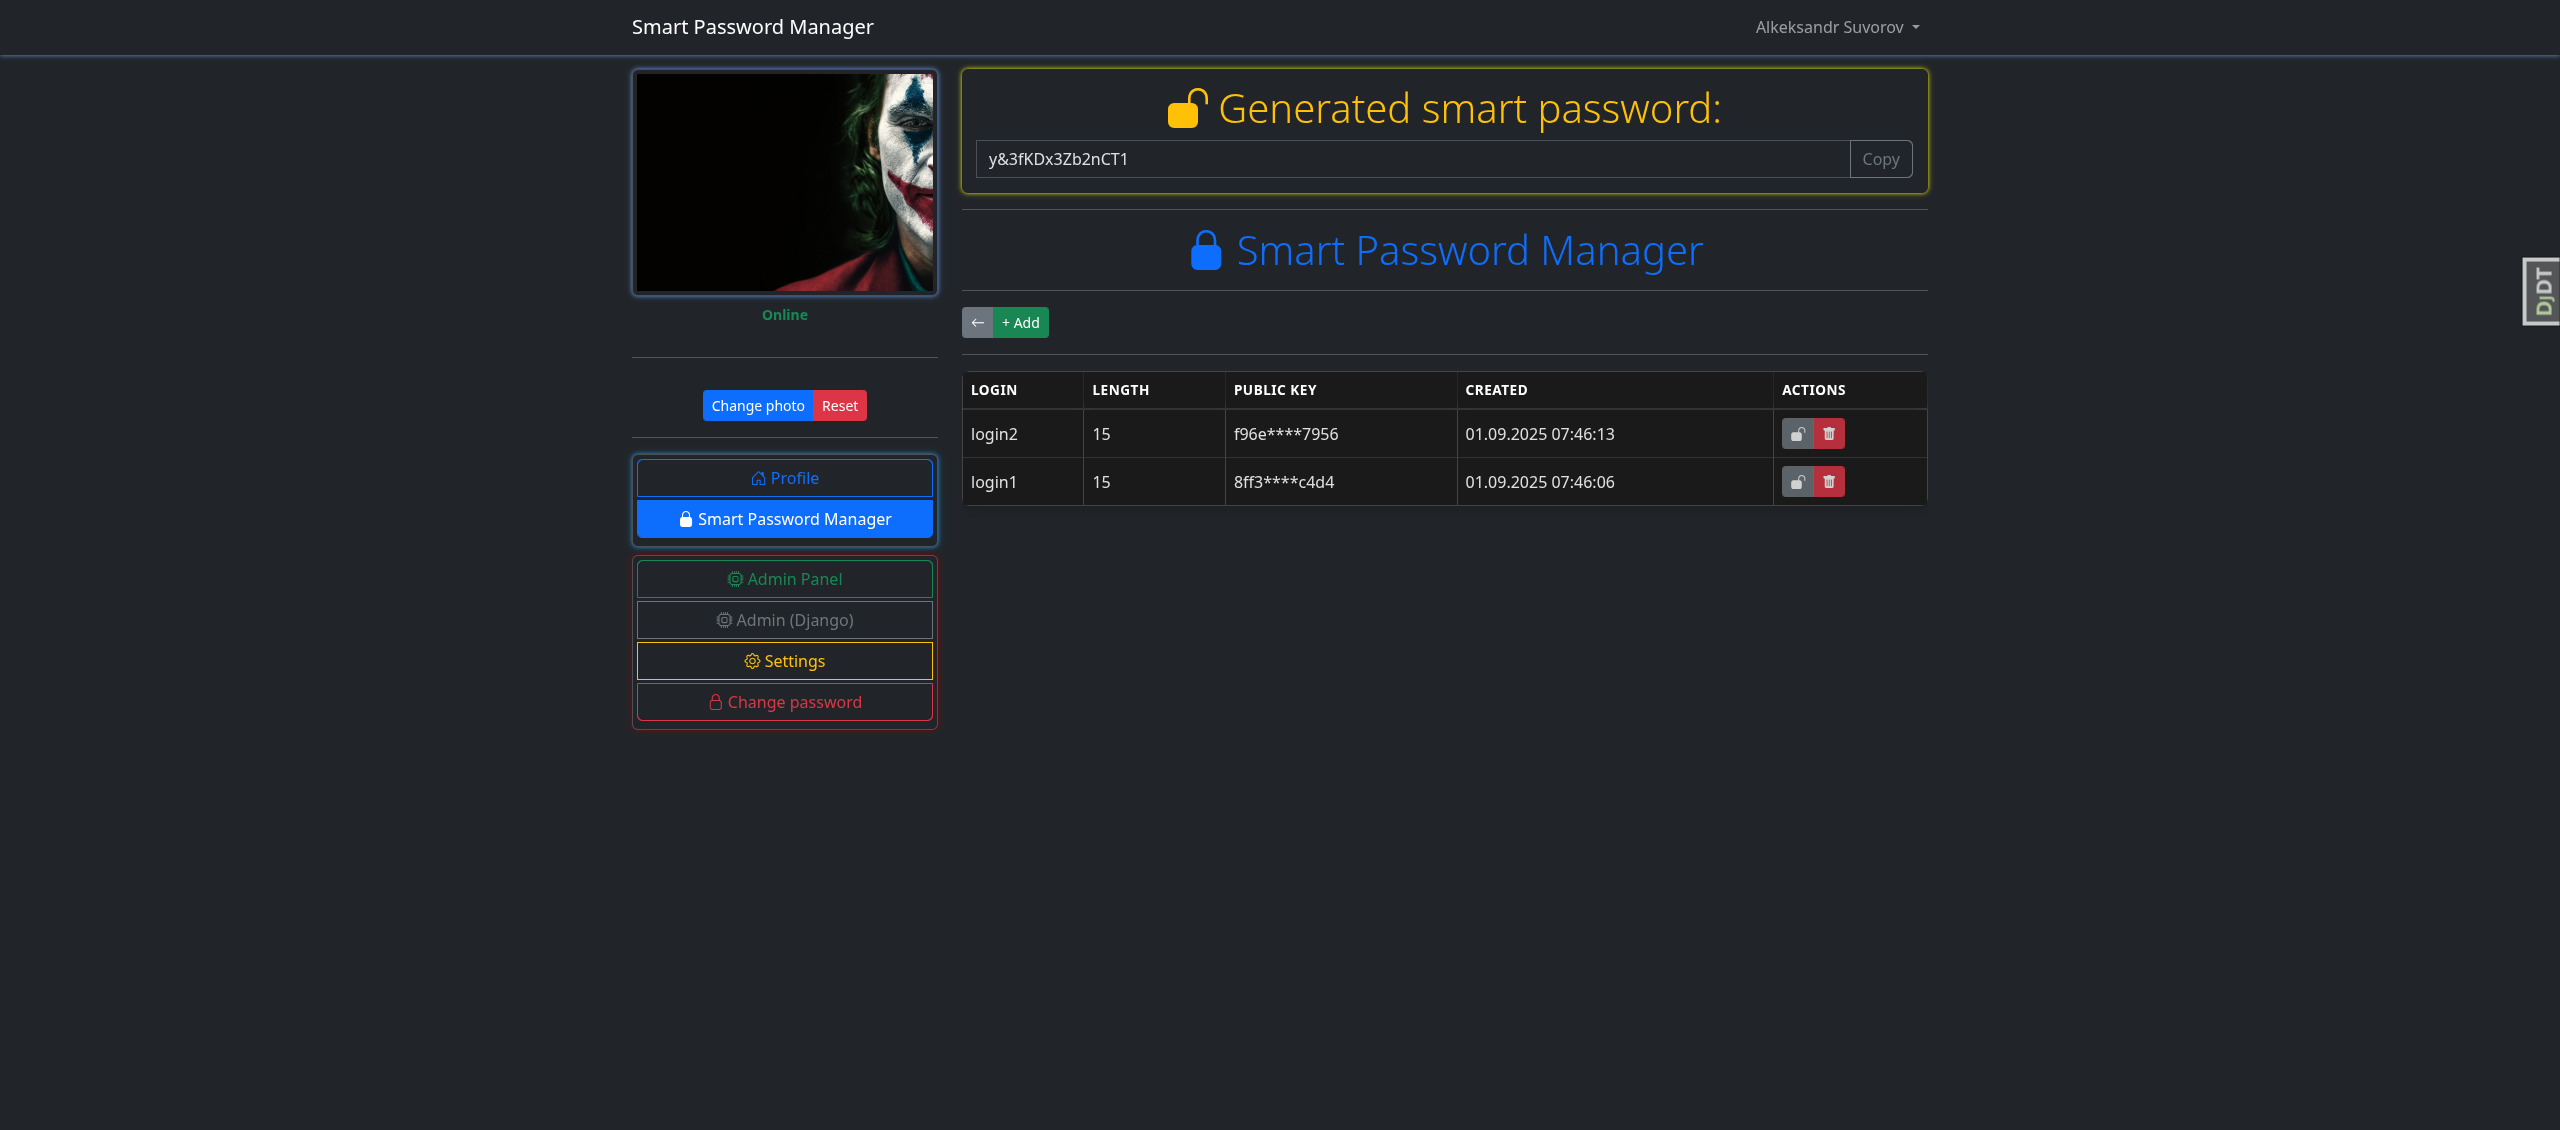 Smart Password Manager
Alkeksandr Suvorov
Generated smart password:
y&3fKDx3Zb2nCT1
Copy
Smart Password Manager
+ Add
Online
Change photo Reset
Profile
Smart Password Manager
Admin Panel
Admin (Django)
Settings
Change password
LOGIN LENGTH PUBLIC KEY CREATED ACTIONS
login2 15 f96e****7956 01.09.2025 07:46:13
login1 15 8ff3****c4d4 01.09.2025 07:46:06
DjDT